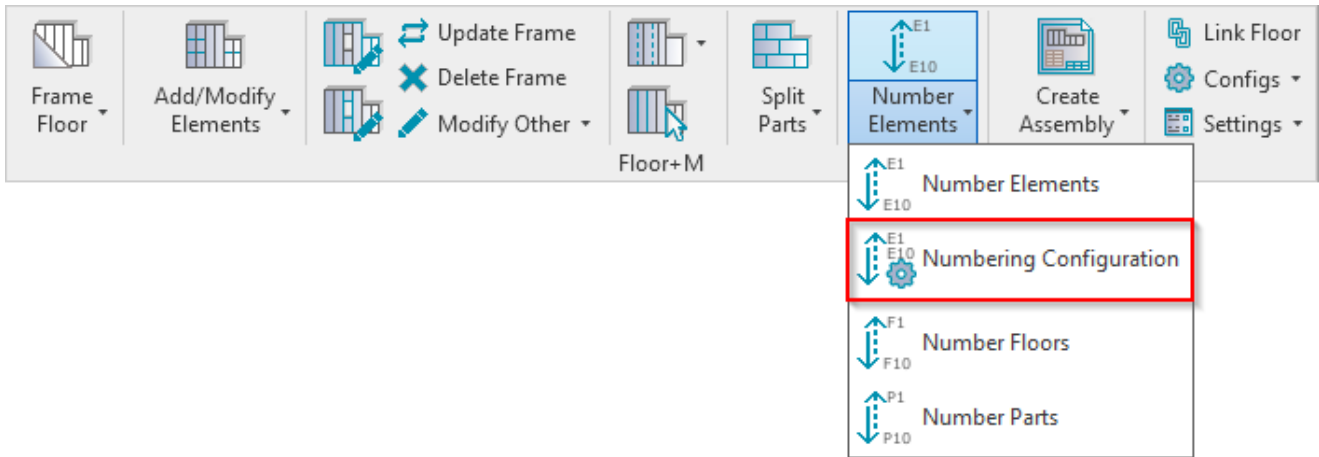 Frame
Floor
Add/Modify
Elements
Update Frame
Delete Frame
Modify Other
Split
Parts
E1
E10
Number
Elements
Create
Assembly
Link Floor
Configs
Settings
Floor+M
E1
E10
Number Elements
E1
E10
Numbering Configuration
F1
F10
Number Floors
P1
P10
Number Parts